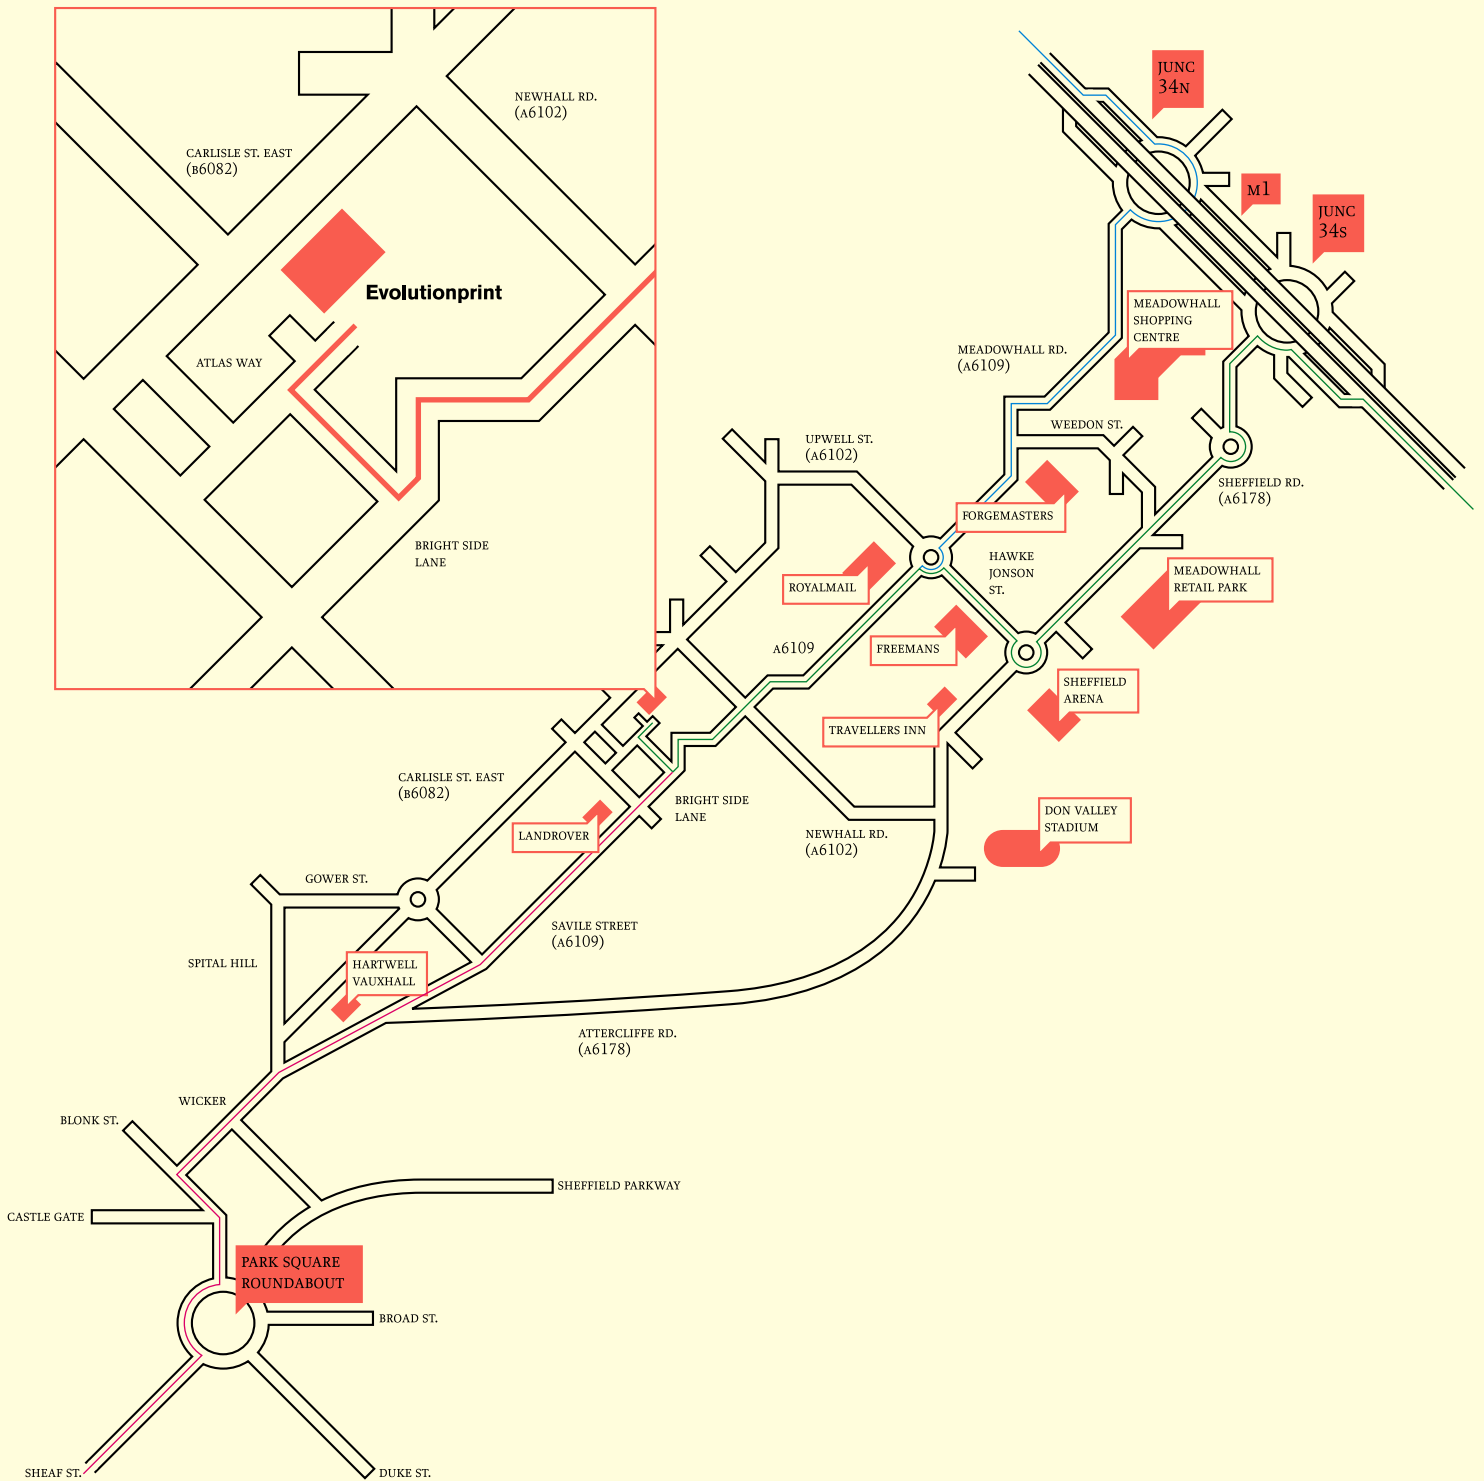 NEWHALL RD.
(A6102)
CARLISLE ST. EAST
(B6082)
Evolutionprint
ATLAS WAY
BRIGHT SIDE
LANE
JUNC
34N
M1
JUNC
34S
MEADOWHALL
SHOPPING
CENTRE
MEADOWHALL RD.
(A6109)
WEEDON ST.
UPWELL ST.
(A6102)
SHEFFIELD RD.
(A6178)
FORGEMASTERS
HAWKE
JONSON
ST.
ROYALMAIL
MEADOWHALL
RETAIL PARK
A6109
FREEMANS
SHEFFIELD
ARENA
TRAVELLERS INN
CARLISLE ST. EAST
(B6082)
BRIGHT SIDE
LANE
LANDROVER
NEWHALL RD.
(A6102)
DON VALLEY
STADIUM
GOWER ST.
SAVILE STREET
(A6109)
SPITAL HILL
HARTWELL
VAUXHALL
ATTERCLIFFE RD.
(A6178)
WICKER
BLONK ST.
SHEFFIELD PARKWAY
CASTLE GATE
PARK SQUARE
ROUNDABOUT
BROAD ST.
SHEAF ST.
DUKE ST.